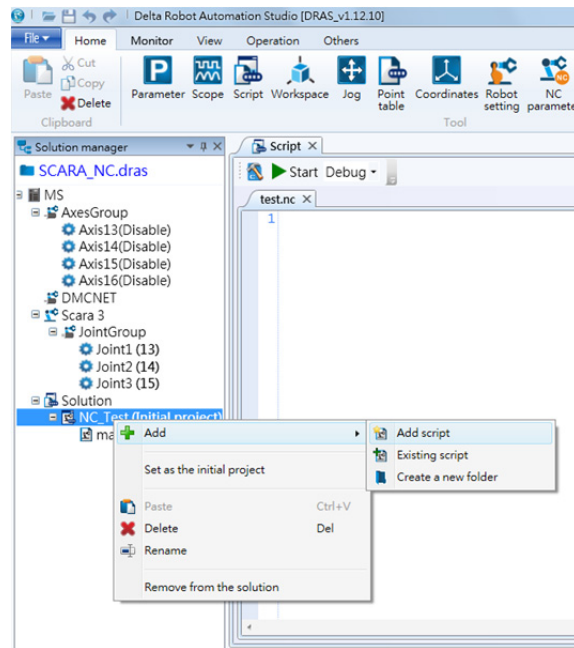 Delta Robot Automation Studio [DRAS_v1.12.10]
File Home Monitor View Operation Others
Paste Cut Copy Delete
Clipboard
Parameter Scope Script Workspace Jog Point table Coordinates Robot setting NC paramete
Tool
Solution manager
SCARA_NC.dras
MS
AxesGroup
Axis13(Disable)
Axis14(Disable)
Axis15(Disable)
Axis16(Disable)
DMCNET
Scara 3
JointGroup
Joint1 (13)
Joint2 (14)
Joint3 (15)
Solution
NC_Test (Initial project)
ma
Script
Start Debug
test.nc
1
Add
Set as the initial project
Paste Ctrl+V
Delete Del
Rename
Remove from the solution
Add script
Existing script
Create a new folder